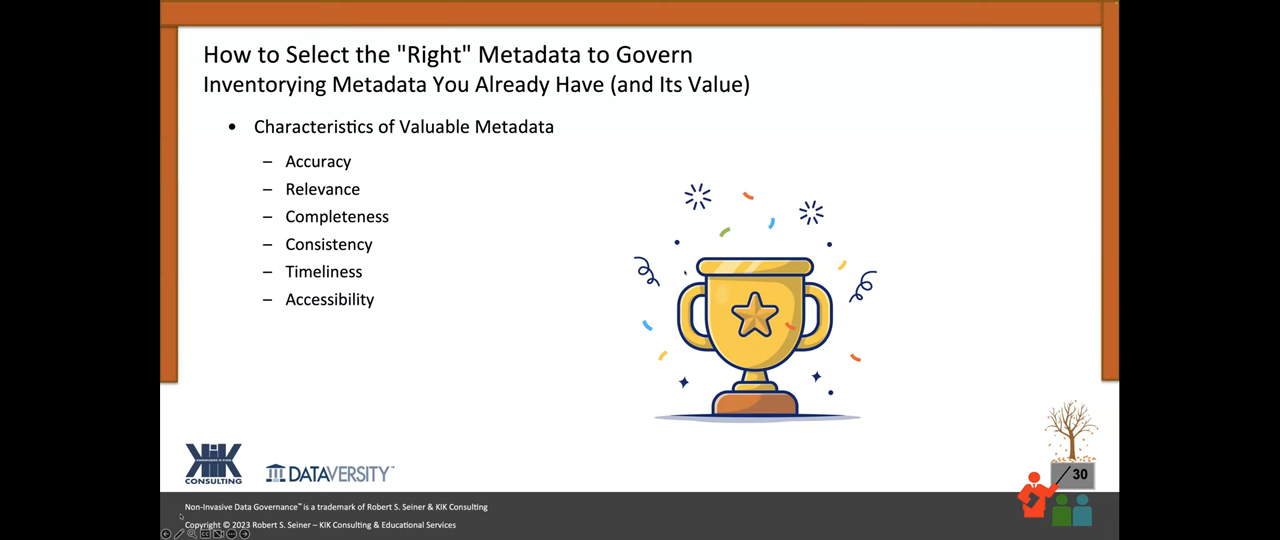 How to Select the "Right" Metadata to Govern
Inventorying Metadata You Already Have (and Its Value)
• Characteristics of Valuable Metadata
– Accuracy
– Relevance
– Completeness
– Consistency
– Timeliness
– Accessibility
KIK
CONSULTING
DATAVERSITY™
/ 30
Non-Invasive Data Governance™ is a trademark of Robert S. Seiner & KIK Consulting
Copyright © 2023 Robert S. Seiner – KIK Consulting & Educational Services